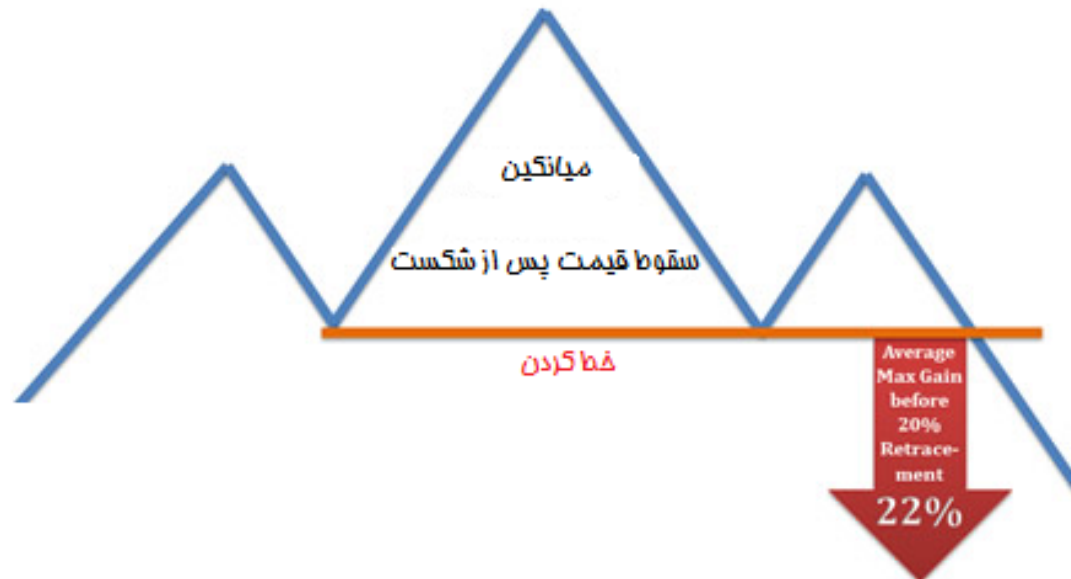 میانگین
سقوط قیمت پس از شکست
خط گردن
Average
Max Gain
before
20%
Retrace-
ment
22%